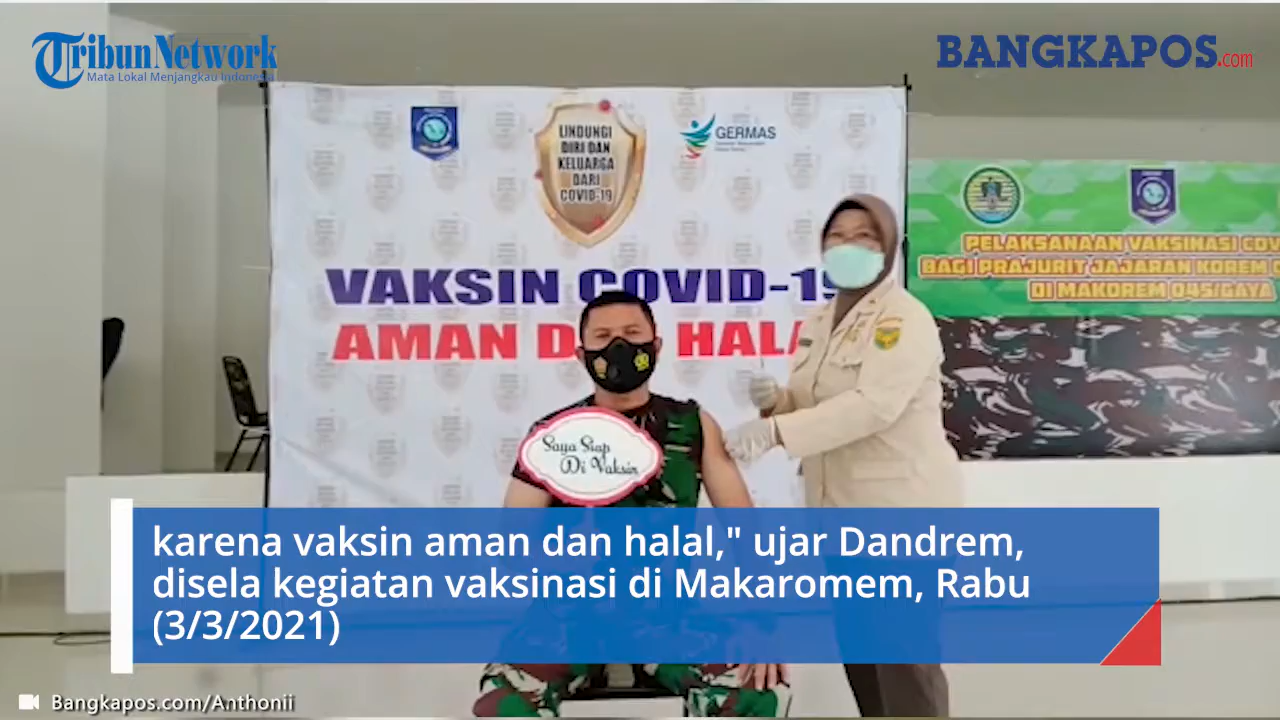 Tribun Network
Mata Lokal Menjangkau Indonesia
BANGKAPOS.com
LINDUNGI
DIRI DAN
KELUARGA
DARI
COVID-19
GERMAS
VAKSIN COVID-19
AMAN D HALA
PELAKSANAAN VAKSINASI COV
BAGI PRAJURIT JAJARAN KOREM
DI MAKOREM 045/GAYA
Saya Siap
Di Vaksin
karena vaksin aman dan halal," ujar Dandrem,
disela kegiatan vaksinasi di Makaromem, Rabu
(3/3/2021)
Bangkapos.com/Anthonii